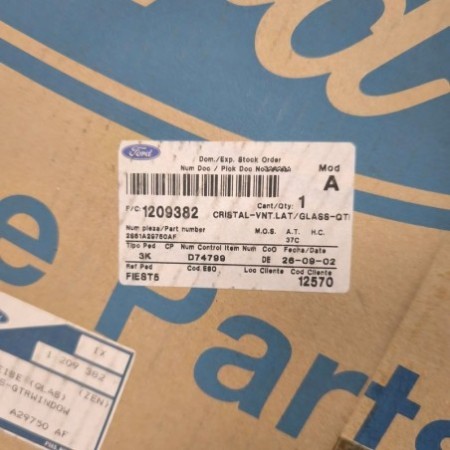 Ford
Dom./Exp. Stock Order
Num Doc / Pick Doc No.
Mod
A
F/C: 1209382
Cant/Qty: 1
CRISTAL-VNT.LAT/GLASS-QT
Num pieza/Part number
M.O.S. A.T. H.C.
2S61A29750AF
37C
Tipo Ped CP Num Control Item Num CoO Fecha/Date
3K D74799 DE 26-09-02
Ref Ped Cod.EBO Loc Cliente Cod Cliente
FIEST5 12570
e Parts
EX
1 209 382
(EN)
S-QTRWINDOW
A29750 AF